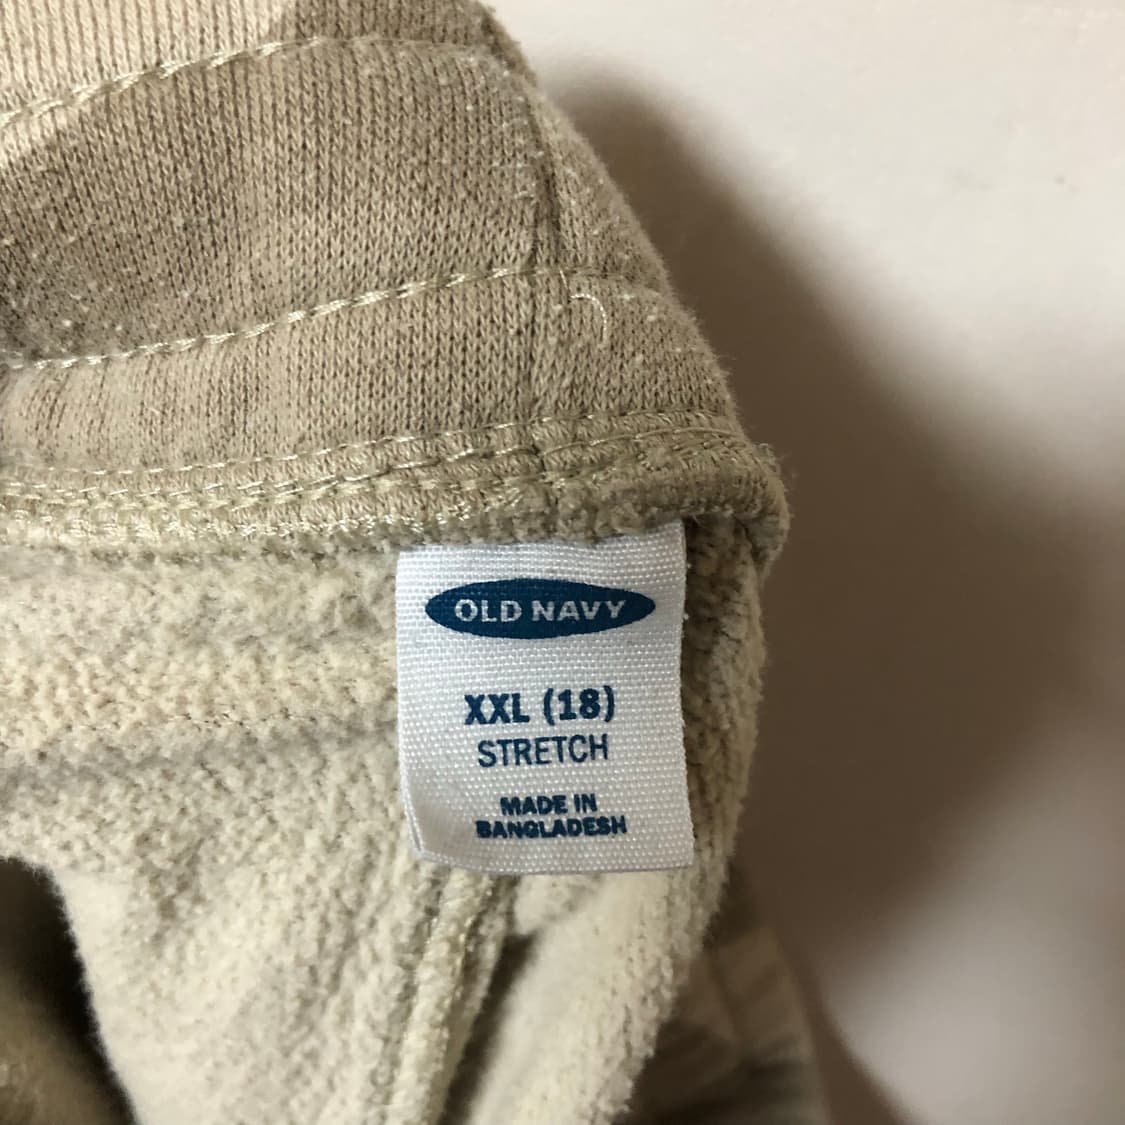 OLD NAVY
XXL (18)
STRETCH
MADE IN
BANGLADESH